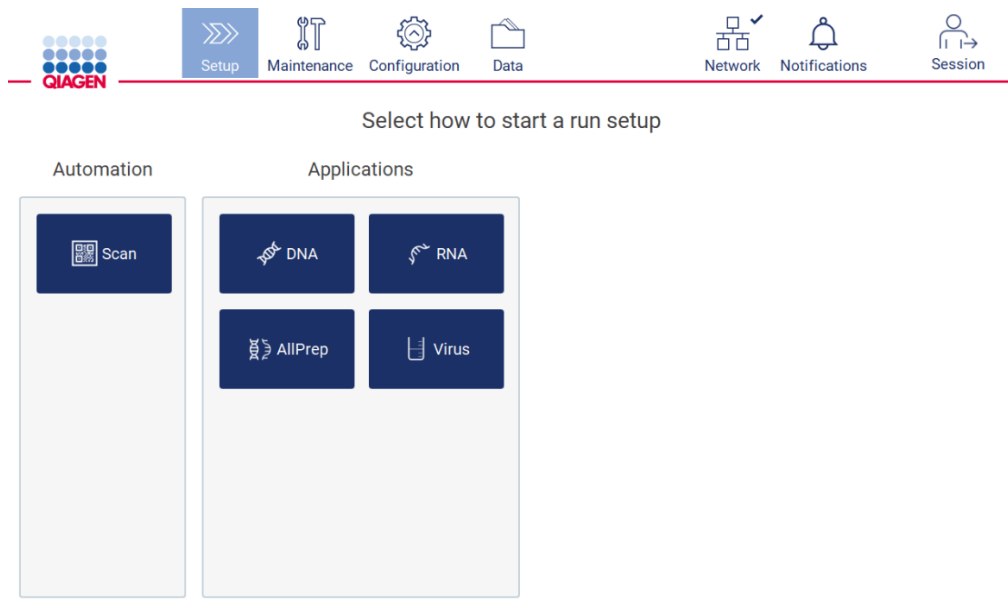 Setup Maintenance Configuration Data Network Notifications Session
QIAGEN
Select how to start a run setup
Automation Applications
Scan DNA RNA
AllPrep Virus